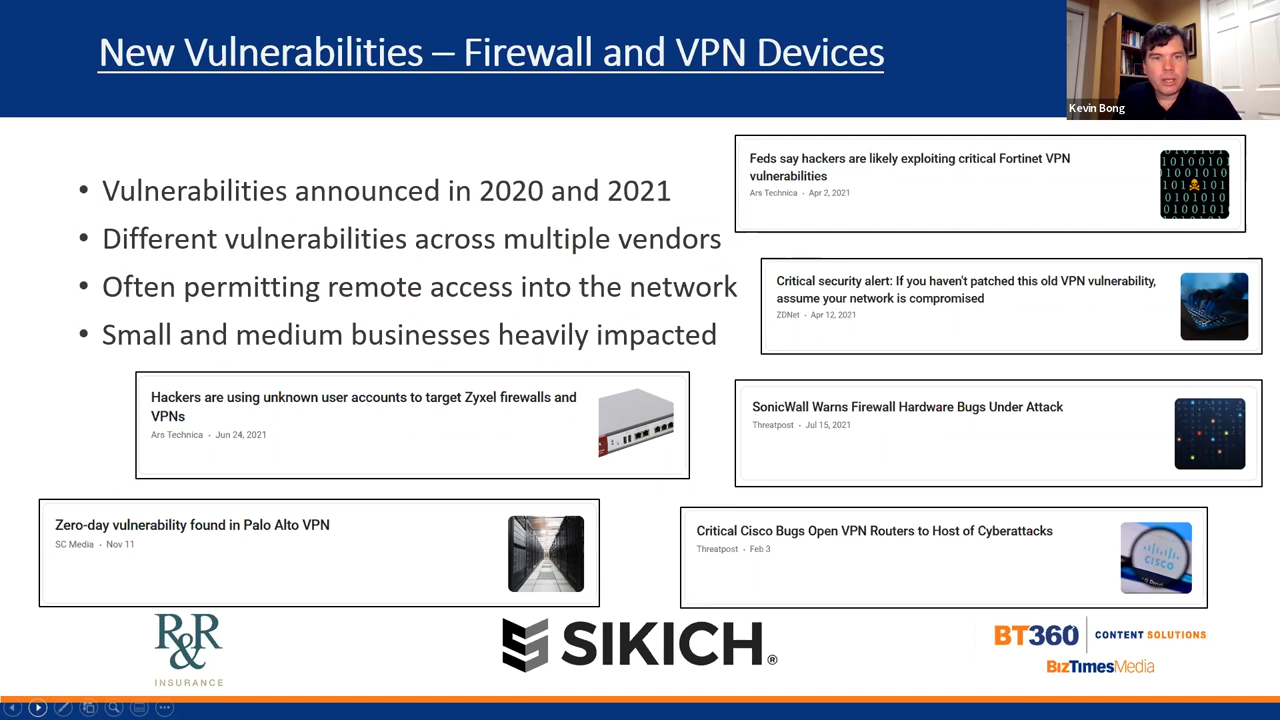 New Vulnerabilities – Firewall and VPN Devices
Kevin Bong
• Vulnerabilities announced in 2020 and 2021
• Different vulnerabilities across multiple vendors
• Often permitting remote access into the network
• Small and medium businesses heavily impacted
Feds say hackers are likely exploiting critical Fortinet VPN
vulnerabilities
Ars Technica • Apr 2, 2021
Critical security alert: If you haven't patched this old VPN vulnerability,
assume your network is compromised
ZDNet • Apr 12, 2021
Hackers are using unknown user accounts to target Zyxel firewalls and
VPNs
Ars Technica • Jun 24, 2021
SonicWall Warns Firewall Hardware Bugs Under Attack
Threatpost • Jul 15, 2021
Zero-day vulnerability found in Palo Alto VPN
SC Media • Nov 11
Critical Cisco Bugs Open VPN Routers to Host of Cyberattacks
Threatpost • Feb 3
CISCO
R&R
INSURANCE
SIKICH®
BT360 | CONTENT SOLUTIONS
BizTimesMedia